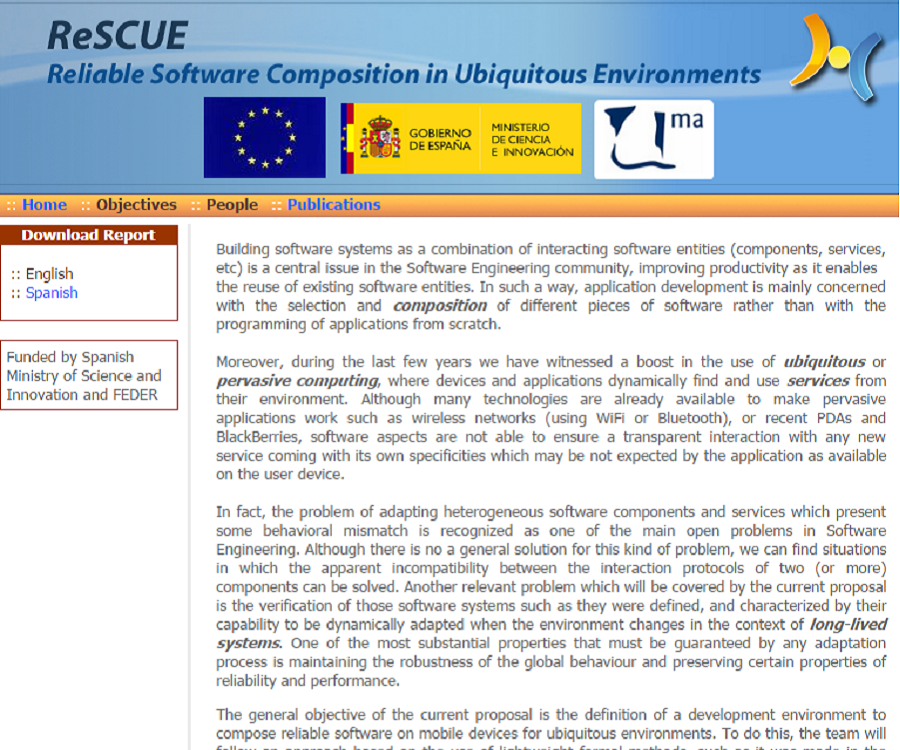 ReSCUE
Reliable Software Composition in Ubiquitous Environments
GOBIERNO
DE ESPAÑA
MINISTERIO
DE CIENCIA
E INNOVACIÓN
uma
:: Home :: Objectives :: People :: Publications
Download Report
:: English
:: Spanish
Funded by Spanish
Ministry of Science and
Innovation and FEDER
Building software systems as a combination of interacting software entities (components, services,
etc) is a central issue in the Software Engineering community, improving productivity as it enables
the reuse of existing software entities. In such a way, application development is mainly concerned
with the selection and composition of different pieces of software rather than with the
programming of applications from scratch.
Moreover, during the last few years we have witnessed a boost in the use of ubiquitous or
pervasive computing, where devices and applications dynamically find and use services from
their environment. Although many technologies are already available to make pervasive
applications work such as wireless networks (using WiFi or Bluetooth), or recent PDAs and
BlackBerries, software aspects are not able to ensure a transparent interaction with any new
service coming with its own specificities which may be not expected by the application as available
on the user device.
In fact, the problem of adapting heterogeneous software components and services which present
some behavioral mismatch is recognized as one of the main open problems in Software
Engineering. Although there is no a general solution for this kind of problem, we can find situations
in which the apparent incompatibility between the interaction protocols of two (or more)
components can be solved. Another relevant problem which will be covered by the current proposal
is the verification of those software systems such as they were defined, and characterized by their
capability to be dynamically adapted when the environment changes in the context of long-lived
systems. One of the most substantial properties that must be guaranteed by any adaptation
process is maintaining the robustness of the global behaviour and preserving certain properties of
reliability and performance.
The general objective of the current proposal is the definition of a development environment to
compose reliable software on mobile devices for ubiquitous environments. To do this, the team will